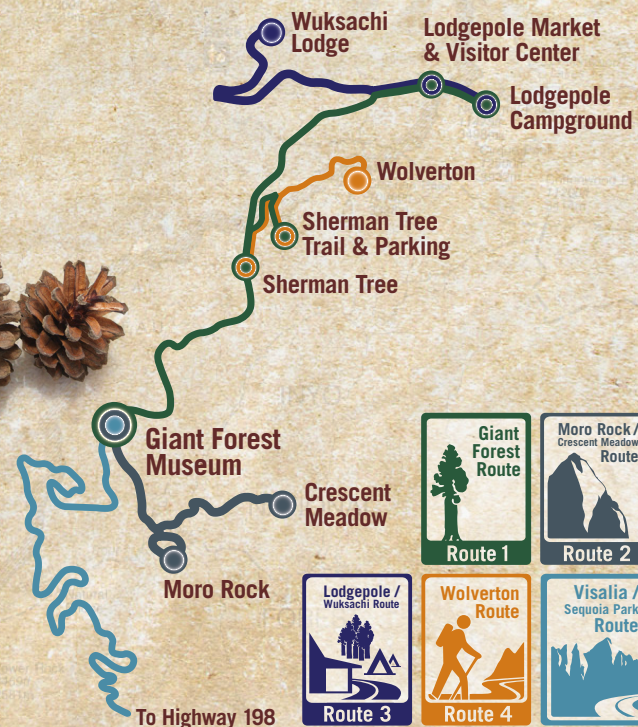 Wuksachi
Lodge
Lodgepole Market
& Visitor Center
Lodgepole
Campground
Wolverton
Sherman Tree
Trail & Parking
Sherman Tree
Giant Forest
Museum
Crescent
Meadow
Moro Rock
To Highway 198
Giant
Forest
Route
Route 1
Moro Rock /
Crescent Meadow
Route
Route 2
Lodgepole /
Wuksachi Route
Route 3
Wolverton
Route
Route 4
Visalia /
Sequoia Park
Route